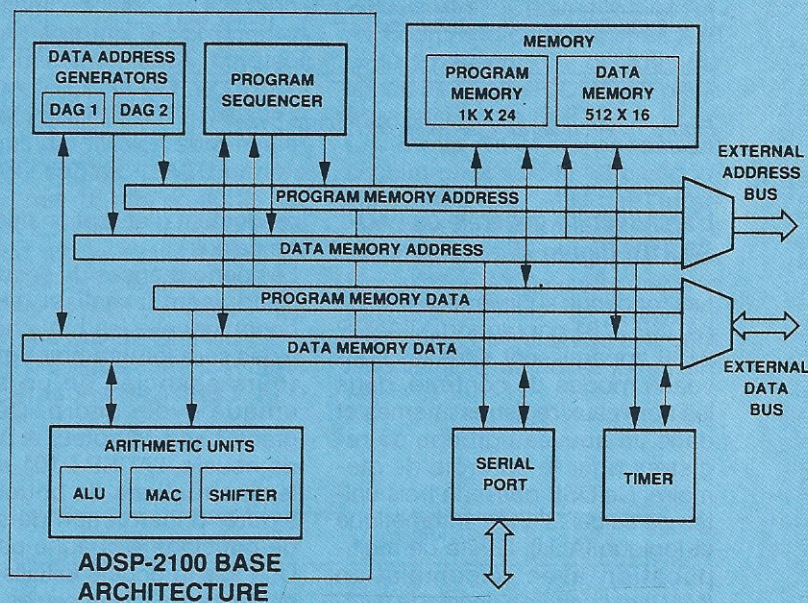 DATA ADDRESS
GENERATORS
DAG 1
DAG 2
PROGRAM
SEQUENCER
MEMORY
PROGRAM
MEMORY
1K X 24
DATA
MEMORY
512 X 16
EXTERNAL
ADDRESS
BUS
PROGRAM MEMORY ADDRESS
DATA MEMORY ADDRESS
PROGRAM MEMORY DATA
DATA MEMORY DATA
EXTERNAL
DATA
BUS
ARITHMETIC UNITS
ALU
MAC
SHIFTER
SERIAL
PORT
TIMER
ADSP-2100 BASE
ARCHITECTURE